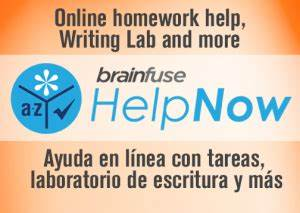 Online homework help,
Writing Lab and more
brainfuse
a-z
HelpNow
Ayuda en línea con tareas,
laboratorio de escritura y más